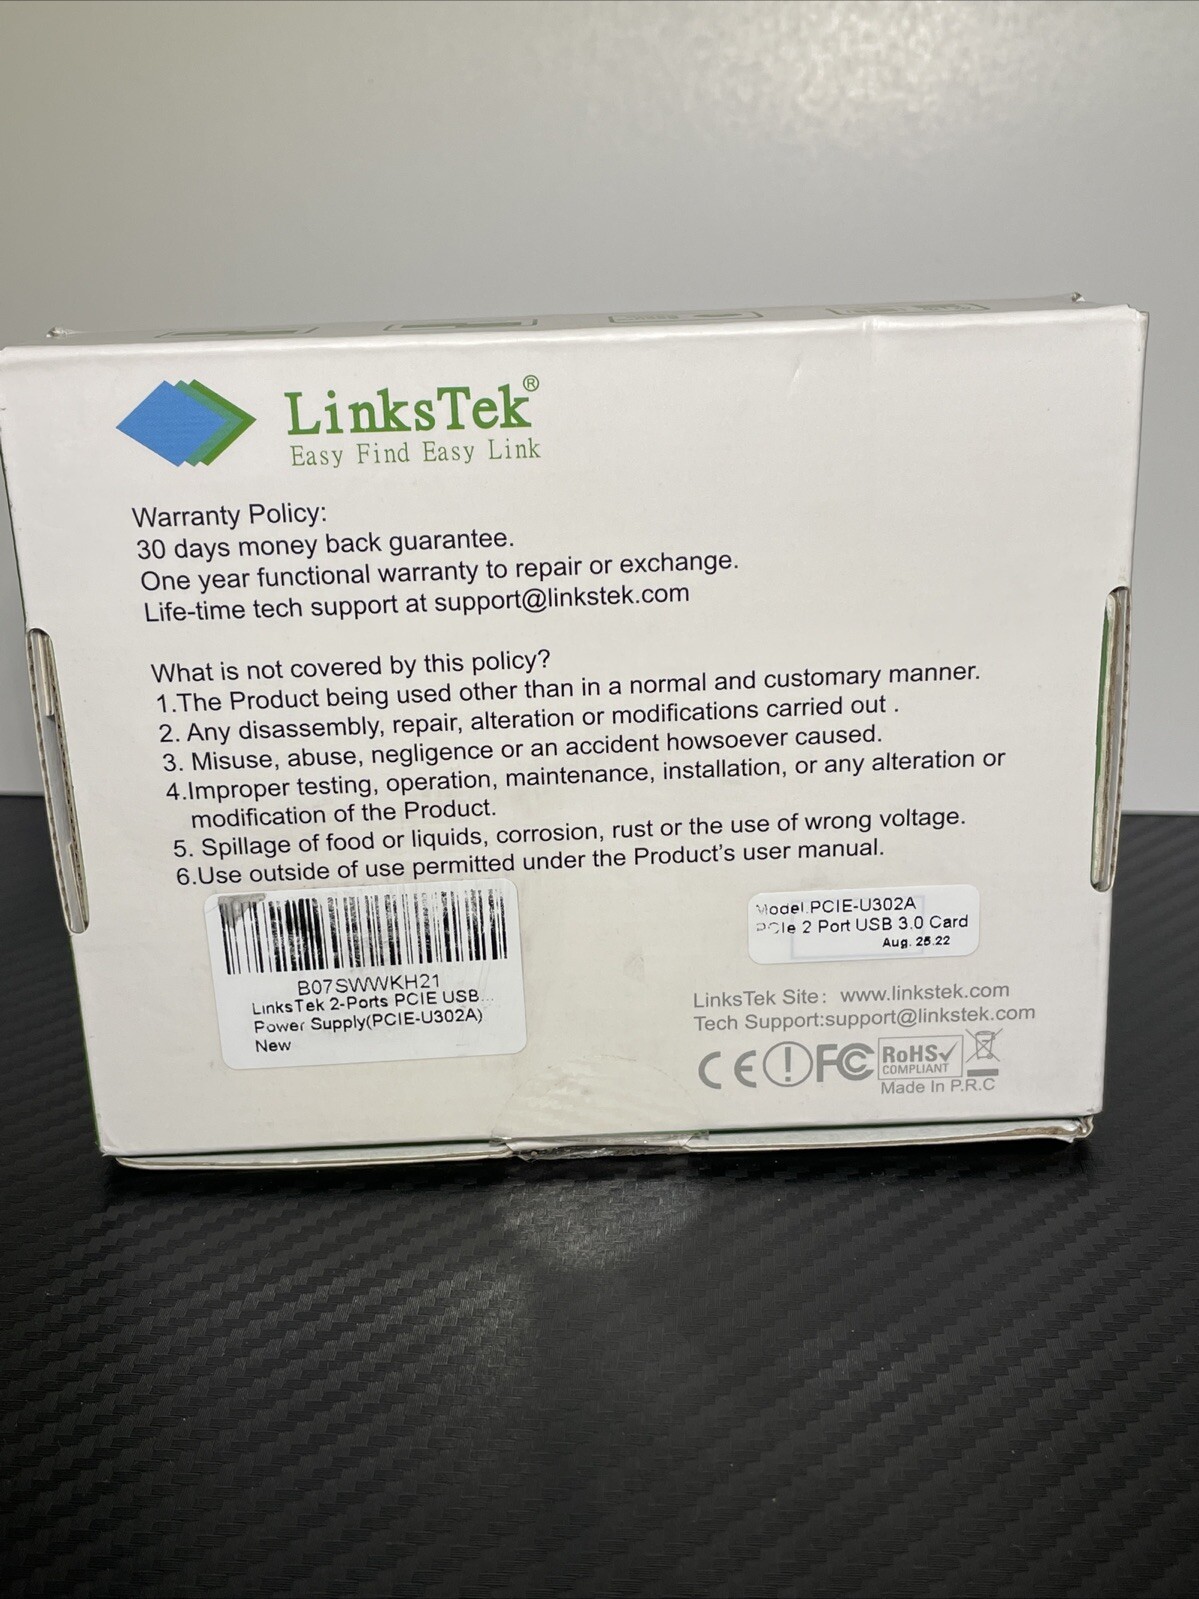 LinksTek®
Easy Find Easy Link
Warranty Policy:
30 days money back guarantee.
One year functional warranty to repair or exchange.
Life-time tech support at support@linkstek.com
What is not covered by this policy?
1.The Product being used other than in a normal and customary manner.
2. Any disassembly, repair, alteration or modifications carried out .
3. Misuse, abuse, negligence or an accident howsoever caused.
4.Improper testing, operation, maintenance, installation, or any alteration or
modification of the Product.
5. Spillage of food or liquids, corrosion, rust or the use of wrong voltage.
6.Use outside of use permitted under the Product's user manual.
B07SWWKH21
LinksTek 2-Ports PCIE USB...
Power Supply(PCIE-U302A)
New
Model.PCIE-U302A
PCIe 2 Port USB 3.0 Card
Aug. 25.22
LinksTek Site: www.linkstek.com
Tech Support:support@linkstek.com
CE FC RoHS✓
COMPLIANT
Made In P.R.C